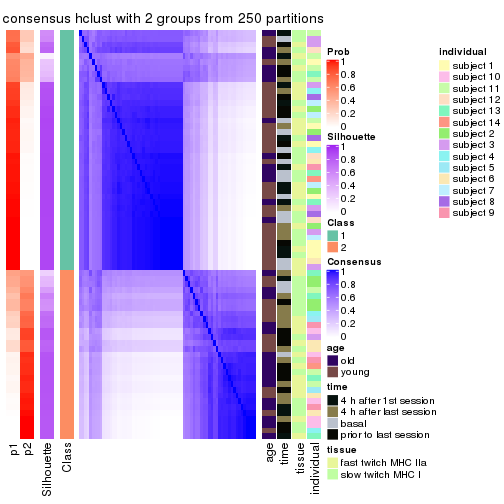 consensus hclust with 2 groups from 250 partitions
Prob
1
0.8
0.6
0.4
0.2
0
Silhouette
1
0.8
0.6
0.4
0.2
0
Class
1
2
Consensus
1
0.8
0.6
0.4
0.2
0
age
old
young
time
4 h after 1st session
4 h after last session
basal
prior to last session
tissue
fast twitch MHC IIa
slow twitch MHC I
individual
subject 1
subject 10
subject 11
subject 12
subject 13
subject 14
subject 2
subject 3
subject 4
subject 5
subject 6
subject 7
subject 8
subject 9
p1
p2
Silhouette
Class
age
time
tissue
individual